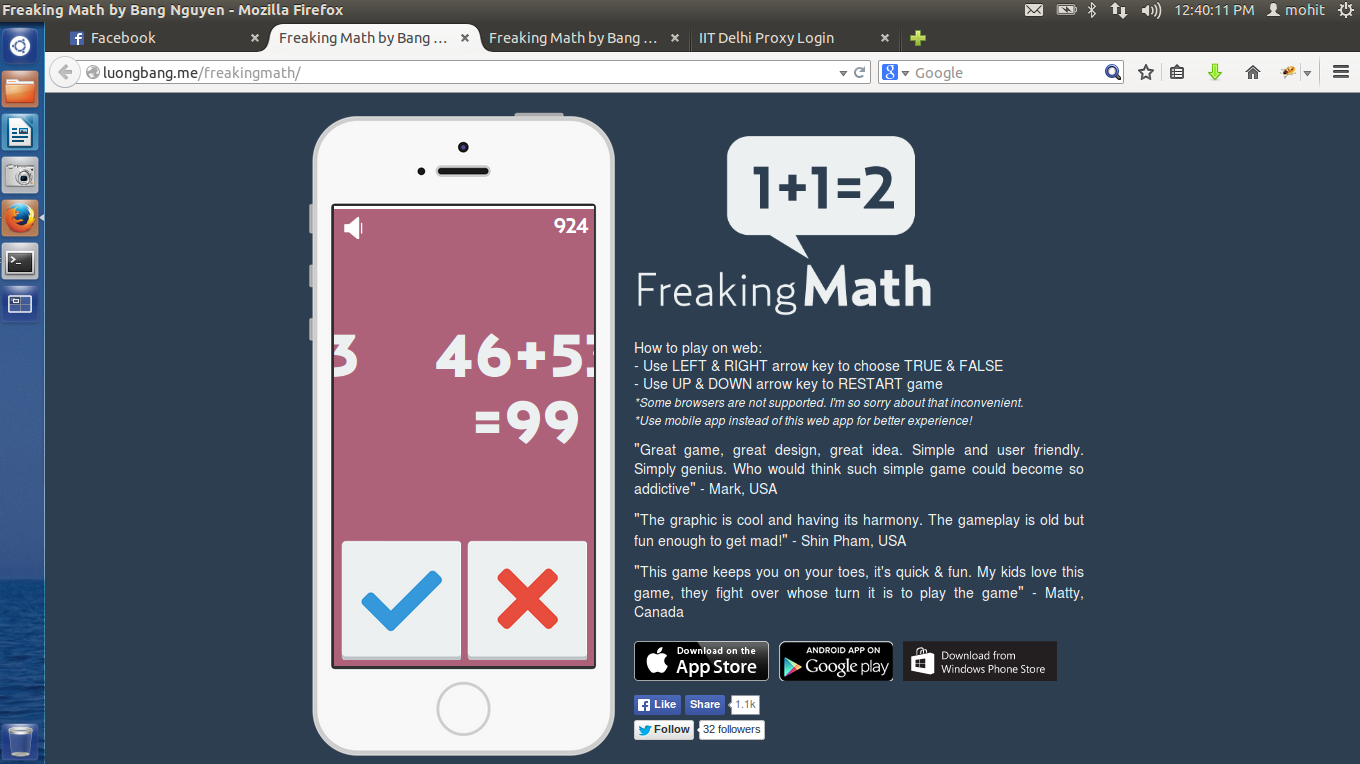 Freaking Math by Bang Nguyen - Mozilla Firefox
12:40:11 PM mohit
Facebook
Freaking Math by Bang ...
Freaking Math by Bang ...
IIT Delhi Proxy Login
luongbang.me/freakingmath/
Google
924
3 46+53
=99
1+1=2
Freaking Math
How to play on web:
- Use LEFT & RIGHT arrow key to choose TRUE & FALSE
- Use UP & DOWN arrow key to RESTART game
*Some browsers are not supported. I'm so sorry about that inconvenient.
*Use mobile app instead of this web app for better experience!
"Great game, great design, great idea. Simple and user friendly.
Simply genius. Who would think such simple game could become so
addictive" - Mark, USA
"The graphic is cool and having its harmony. The gameplay is old but
fun enough to get mad!" - Shin Pham, USA
"This game keeps you on your toes, it's quick & fun. My kids love this
game, they fight over whose turn it is to play the game" - Matty,
Canada
Download on the
App Store
ANDROID APP ON
Google play
Download from
Windows Phone Store
Like Share 1.1k
Follow 32 followers